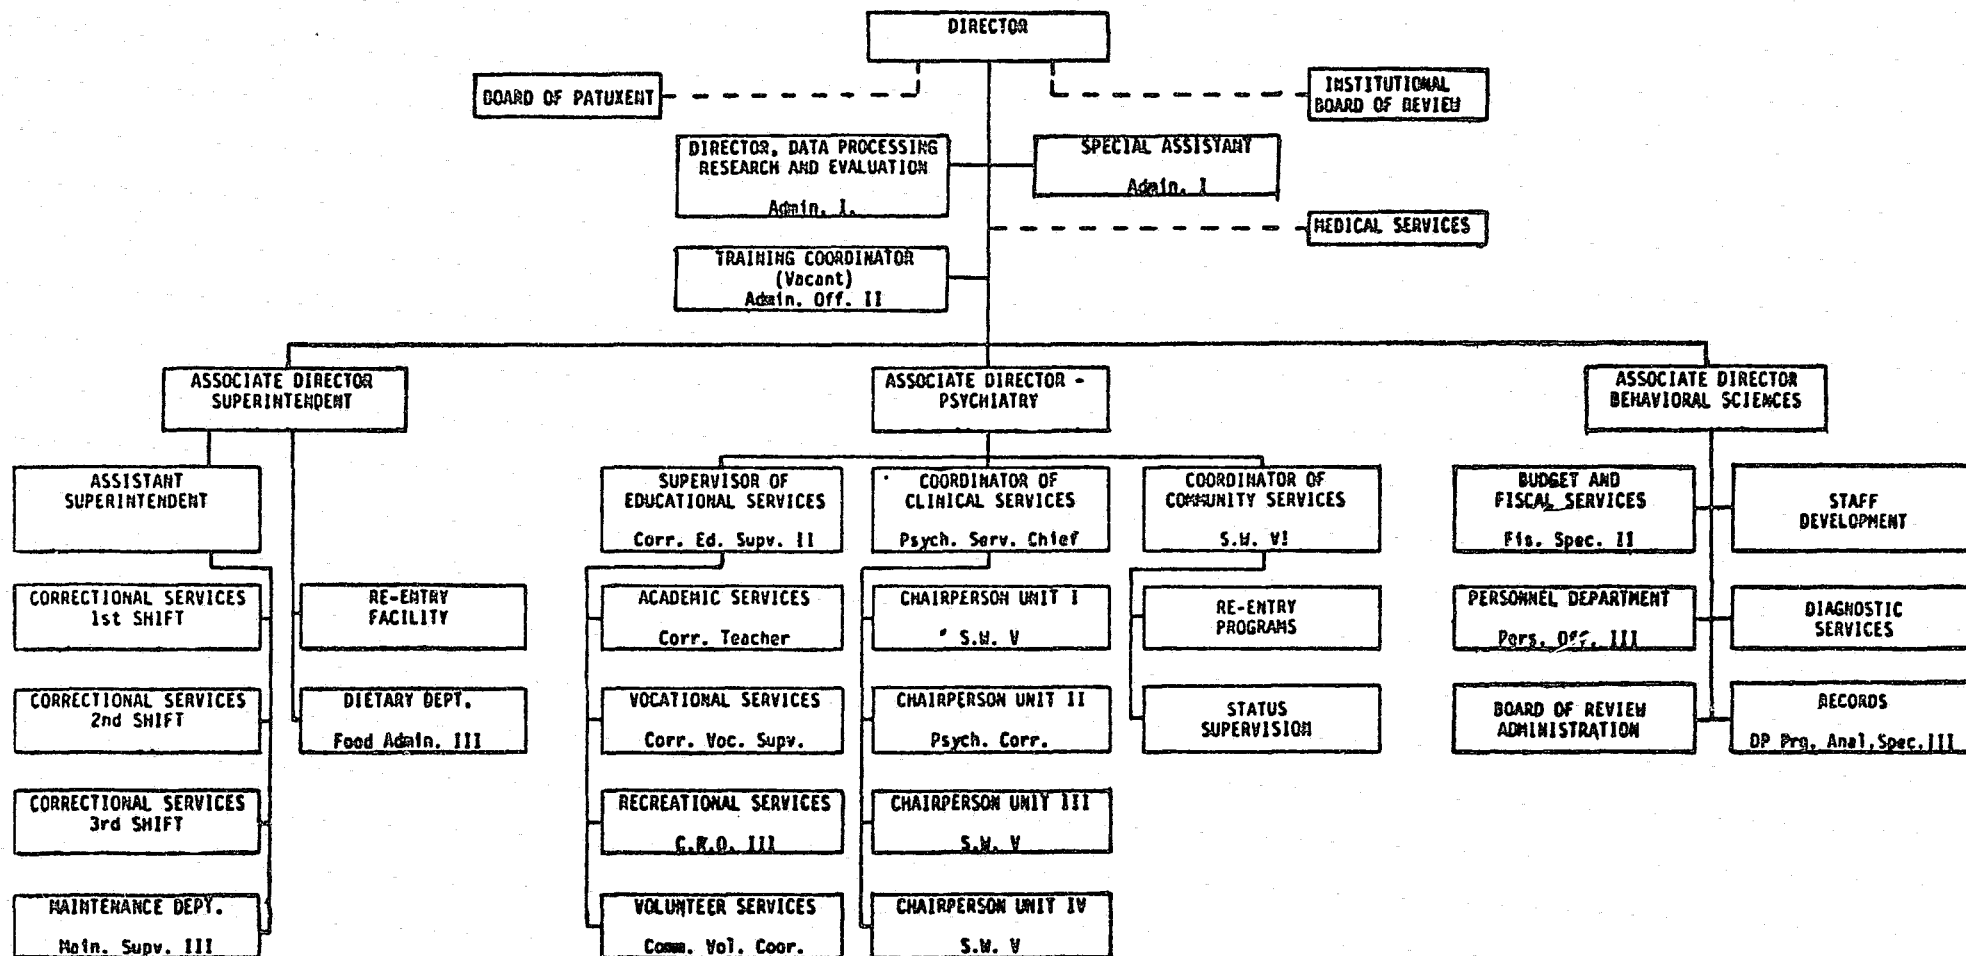 DIRECTOR
BOARD OF PATUXENT
INSTITUTIONAL
BOARD OF REVIEW
DIRECTOR, DATA PROCESSING
RESEARCH AND EVALUATION
Admin. I.
SPECIAL ASSISTANT
Admin. I
MEDICAL SERVICES
TRAINING COORDINATOR
(Vacant)
Admin. Off. II
ASSOCIATE DIRECTOR
SUPERINTENDENT
ASSOCIATE DIRECTOR -
PSYCHIATRY
ASSOCIATE DIRECTOR
BEHAVIORAL SCIENCES
ASSISTANT
SUPERINTENDENT
SUPERVISOR OF
EDUCATIONAL SERVICES
Corr. Ed. Supv. II
COORDINATOR OF
CLINICAL SERVICES
Psych. Serv. Chief
COORDINATOR OF
COMMUNITY SERVICES
S.W. VI
BUDGET AND
FISCAL SERVICES
Fis. Spec. II
STAFF
DEVELOPMENT
CORRECTIONAL SERVICES
1st SHIFT
RE-ENTRY
FACILITY
ACADEMIC SERVICES
Corr. Teacher
CHAIRPERSON UNIT I
S.W. V
RE-ENTRY
PROGRAMS
PERSONNEL DEPARTMENT
Pers. Off. III
DIAGNOSTIC
SERVICES
CORRECTIONAL SERVICES
2nd SHIFT
DIETARY DEPT.
Food Admin. III
VOCATIONAL SERVICES
Corr. Voc. Supv.
CHAIRPERSON UNIT II
Psych. Corr.
STATUS
SUPERVISION
BOARD OF REVIEW
ADMINISTRATION
RECORDS
DP Prg. Anal. Spec. III
CORRECTIONAL SERVICES
3rd SHIFT
RECREATIONAL SERVICES
C.R.O. III
CHAIRPERSON UNIT III
S.W. V
MAINTENANCE DEPT.
Main. Supv. III
VOLUNTEER SERVICES
Comm. Vol. Coor.
CHAIRPERSON UNIT IV
S.W. V